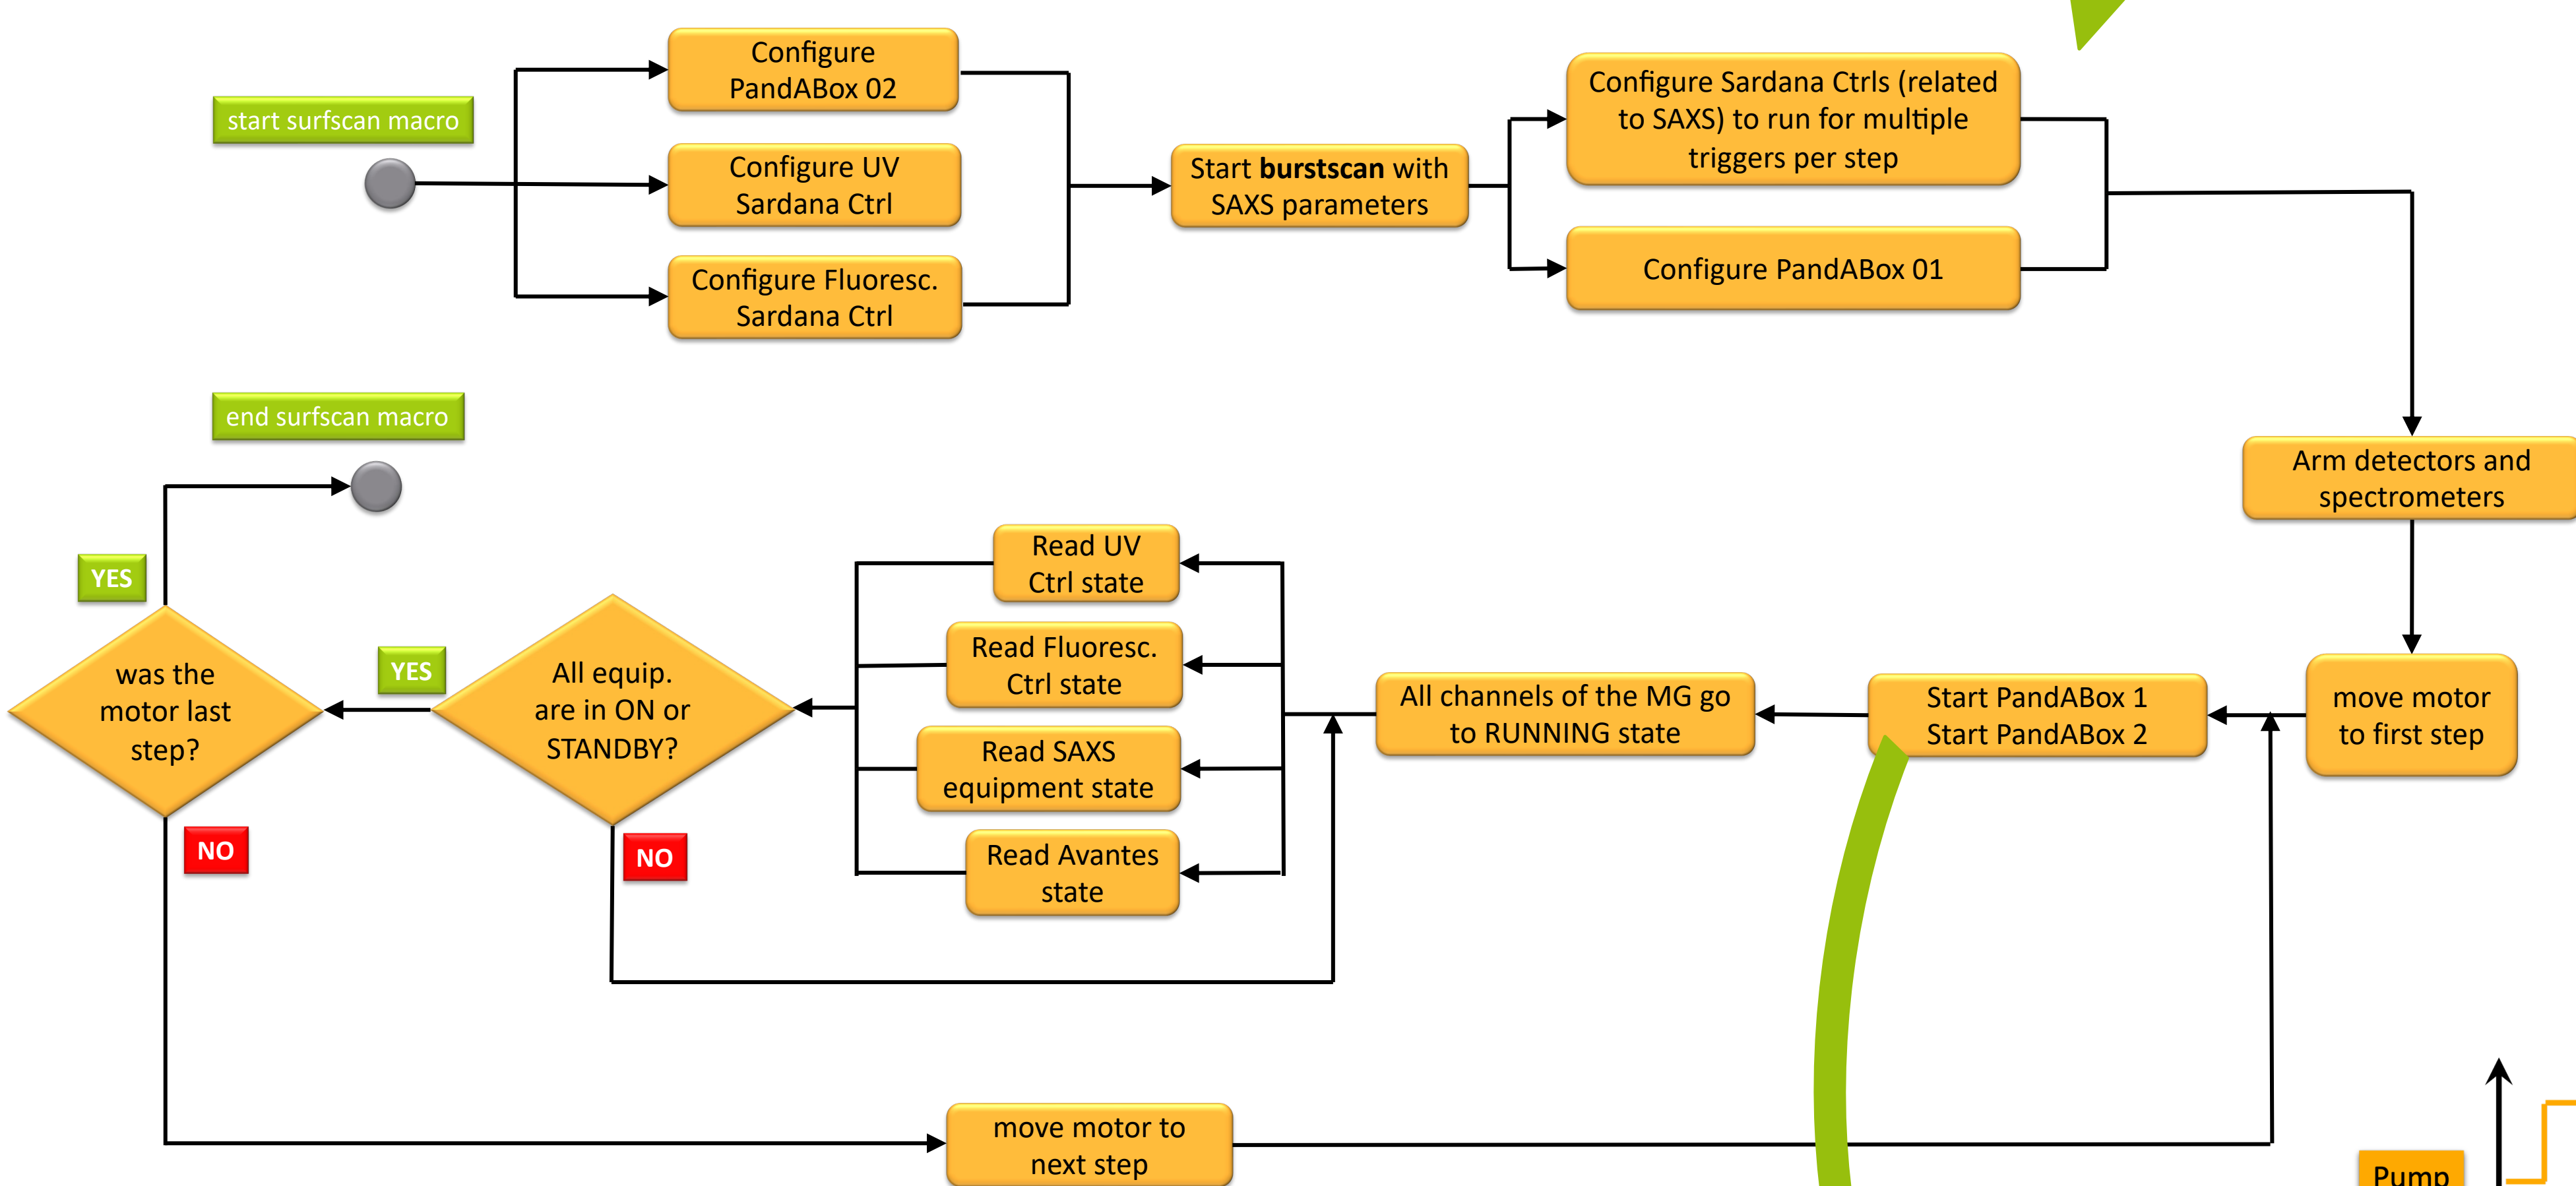 Configure
PandABox 02
start surfscan macro
Configure UV
Sardana Ctrl
Configure Fluoresc.
Sardana Ctrl
Start burstscan with
SAXS parameters
Configure Sardana Ctrls (related
to SAXS) to run for multiple
triggers per step
Configure PandABox 01
Arm detectors and
spectrometers
move motor
to first step
Start PandABox 1
Start PandABox 2
All channels of the MG go
to RUNNING state
Read UV
Ctrl state
Read Fluoresc.
Ctrl state
Read SAXS
equipment state
Read Avantes
state
All equip.
are in ON or
STANDBY?
YES
NO
was the
motor last
step?
YES
NO
end surfscan macro
move motor to
next step
Pump